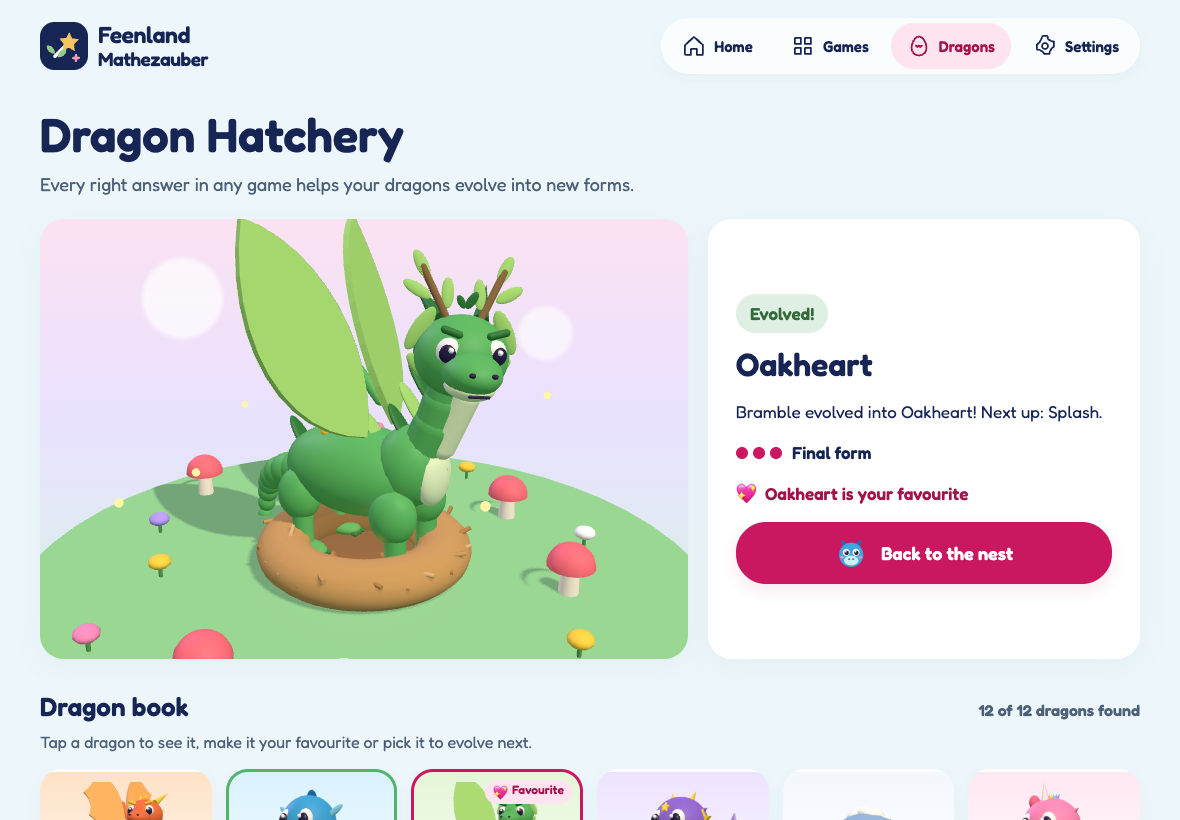 Feenland
Mathezauber
Home
Games
Dragons
Settings
Dragon Hatchery
Every right answer in any game helps your dragons evolve into new forms.
Evolved!
Oakheart
Bramble evolved into Oakheart! Next up: Splash.
Final form
Oakheart is your favourite
Back to the nest
Dragon book
12 of 12 dragons found
Tap a dragon to see it, make it your favourite or pick it to evolve next.
Favourite